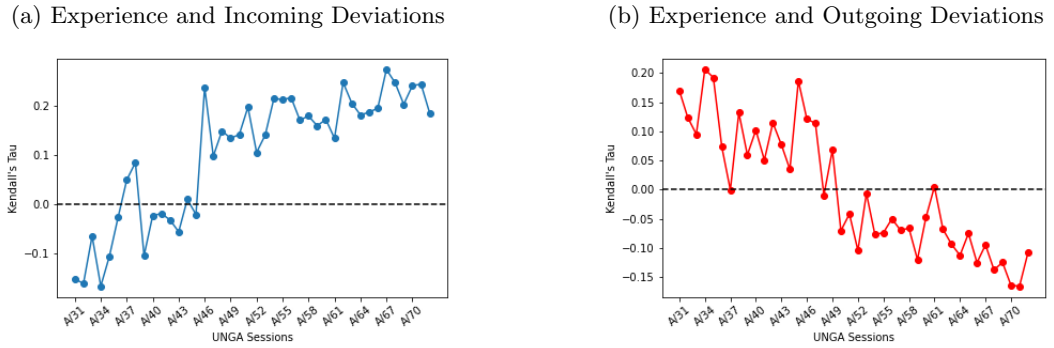 (a) Experience and Incoming Deviations
Kendall's Tau
0.2
0.1
0.0
−0.1
A/31
A/34
A/37
A/40
A/43
A/46
A/49
A/52
A/55
A/58
A/61
A/64
A/67
A/70
UNGA Sessions
(b) Experience and Outgoing Deviations
Kendall's Tau
0.20
0.15
0.10
0.05
0.00
−0.05
−0.10
−0.15
A/31
A/34
A/37
A/40
A/43
A/46
A/49
A/52
A/55
A/58
A/61
A/64
A/67
A/70
UNGA Sessions